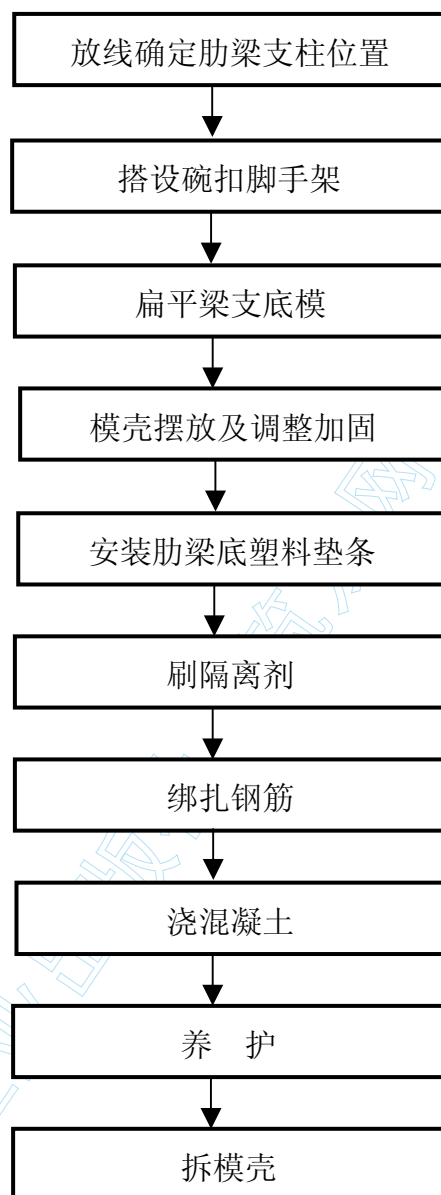 放线确定肋梁支柱位置
搭设碗扣脚手架
扁平梁支底模
模壳摆放及调整加固
安装肋梁底塑料垫条
刷隔离剂
绑扎钢筋
浇混凝土
养　护
拆模壳